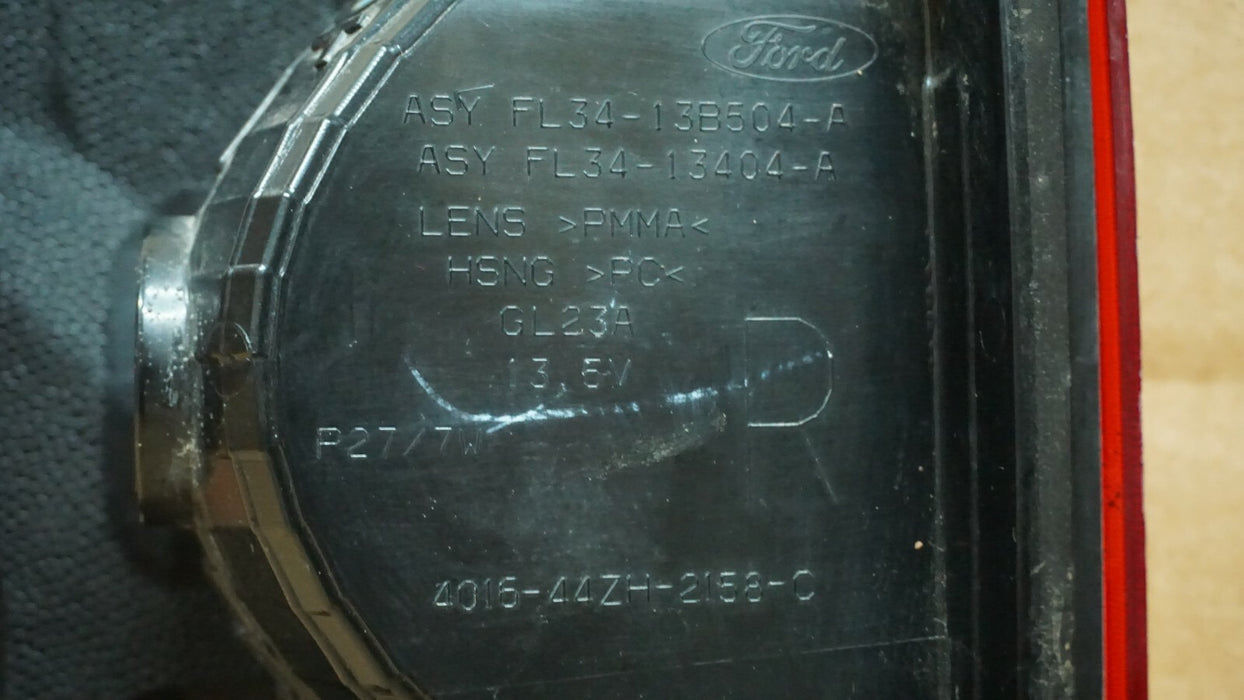 Ford
ASY FL34-13B504-A
ASY FL34-13404-A
LENS >PMMA<
HSNG >PC<
GL23A
13.5V
R
P27/7W
4016-44ZH-2158-C